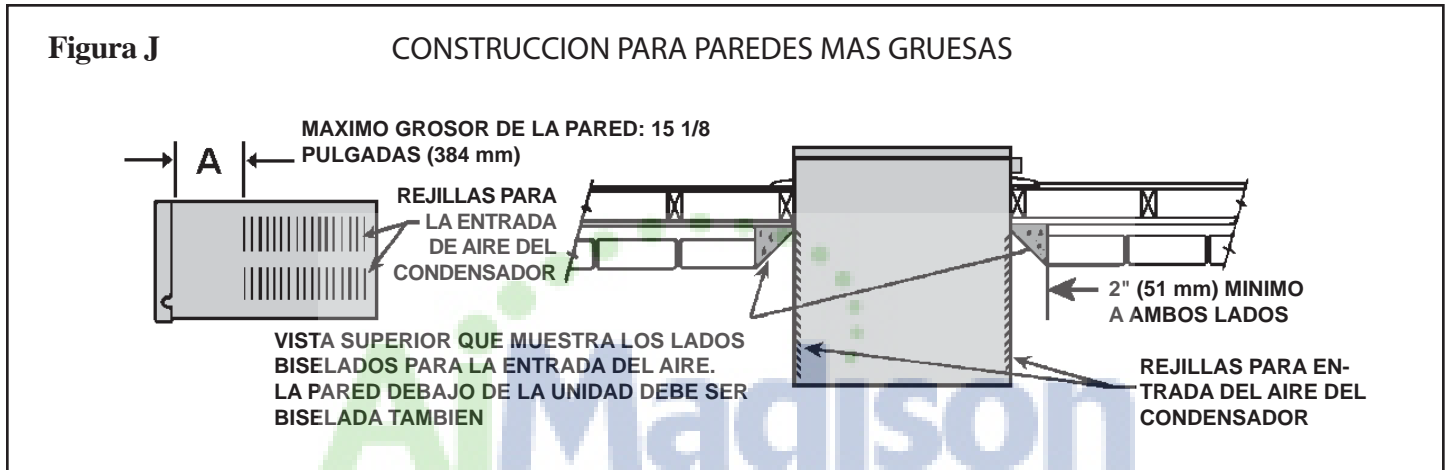 Figura J CONSTRUCCION PARA PAREDES MAS GRUESAS
MAXIMO GROSOR DE LA PARED: 15 1/8
PULGADAS (384 mm)
A
REJILLAS PARA
LA ENTRADA
DE AIRE DEL
CONDENSADOR
2" (51 mm) MINIMO
A AMBOS LADOS
VISTA SUPERIOR QUE MUESTRA LOS LADOS
BISELADOS PARA LA ENTRADA DEL AIRE.
LA PARED DEBAJO DE LA UNIDAD DEBE SER
BISELADA TAMBIEN
REJILLAS PARA EN-
TRADA DEL AIRE DEL
CONDENSADOR
AjMadison